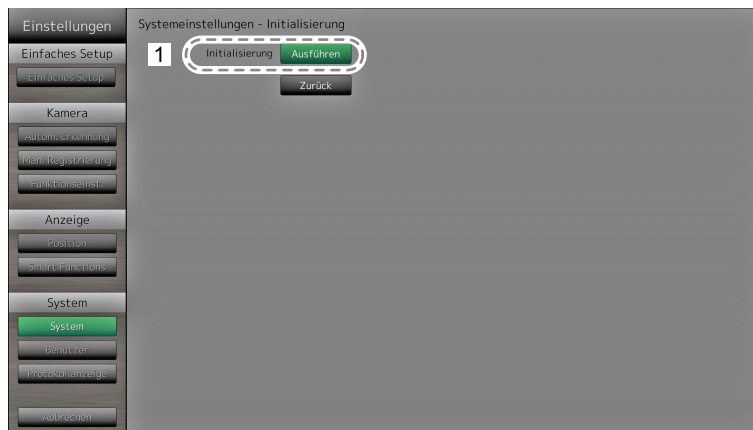 Einstellungen
Systemeinstellungen - Initialisierung
Einfaches Setup
Einfaches Setup
1
Initialisierung
Ausführen
Zurück
Kamera
Autom. Erkennung
Man. Registrierung
Funktionseinst.
Anzeige
Position
Smart Functions
System
System
Benutzer
Protokollanzeige
Abbrechen